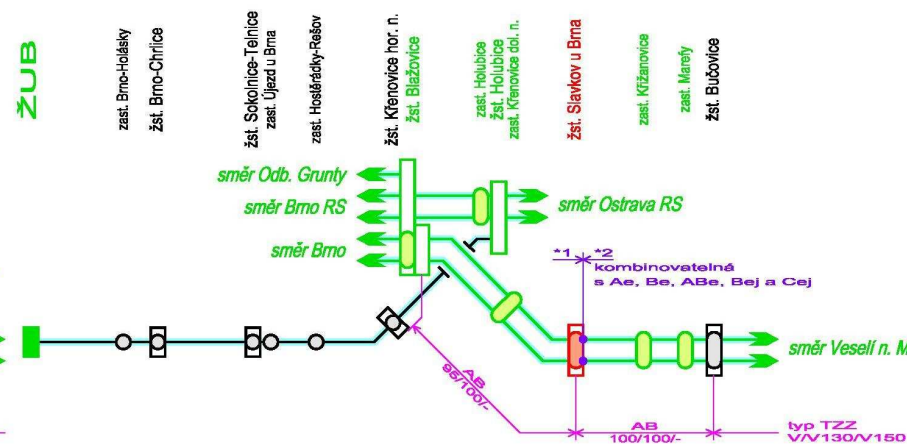 ŽUB
zast. Brno-Holásky
žst. Brno-Chrlice
žst. Sokolnice-Telnice
zast. Újezd u Brna
zast. Hostěrádky-Rešov
žst. Křenovice hor. n.
žst. Blažovice
zast. Holubice
žst. Holubice
zast. Křenovice dol. n.
žst. Slavkov u Brna
zast. Křižanovice
zast. Marefy
žst. Bučovice
směr Odb. Grunty
směr Brno RS
směr Brno
směr Ostrava RS
*1 *2
kombinovatelná
s Ae, Be, ABe, Bej a Cej
směr Veselí n. M
AB
95/100/-
AB
100/100/-
typ TZZ
V/V130/V150